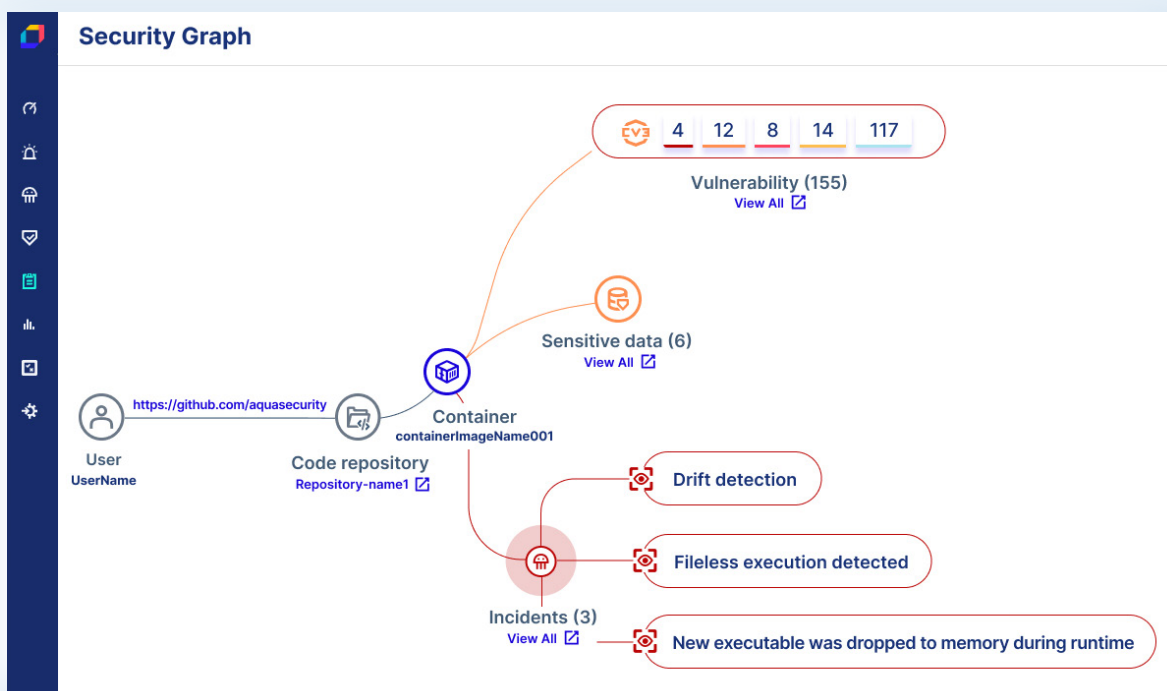 Security Graph
CVE 4 12 8 14 117
Vulnerability (155)
View All
Sensitive data (6)
View All
https://github.com/aquasecurity
Container
containerImageName001
User
UserName
Code repository
Repository-name1
Drift detection
Fileless execution detected
Incidents (3)
View All
New executable was dropped to memory during runtime